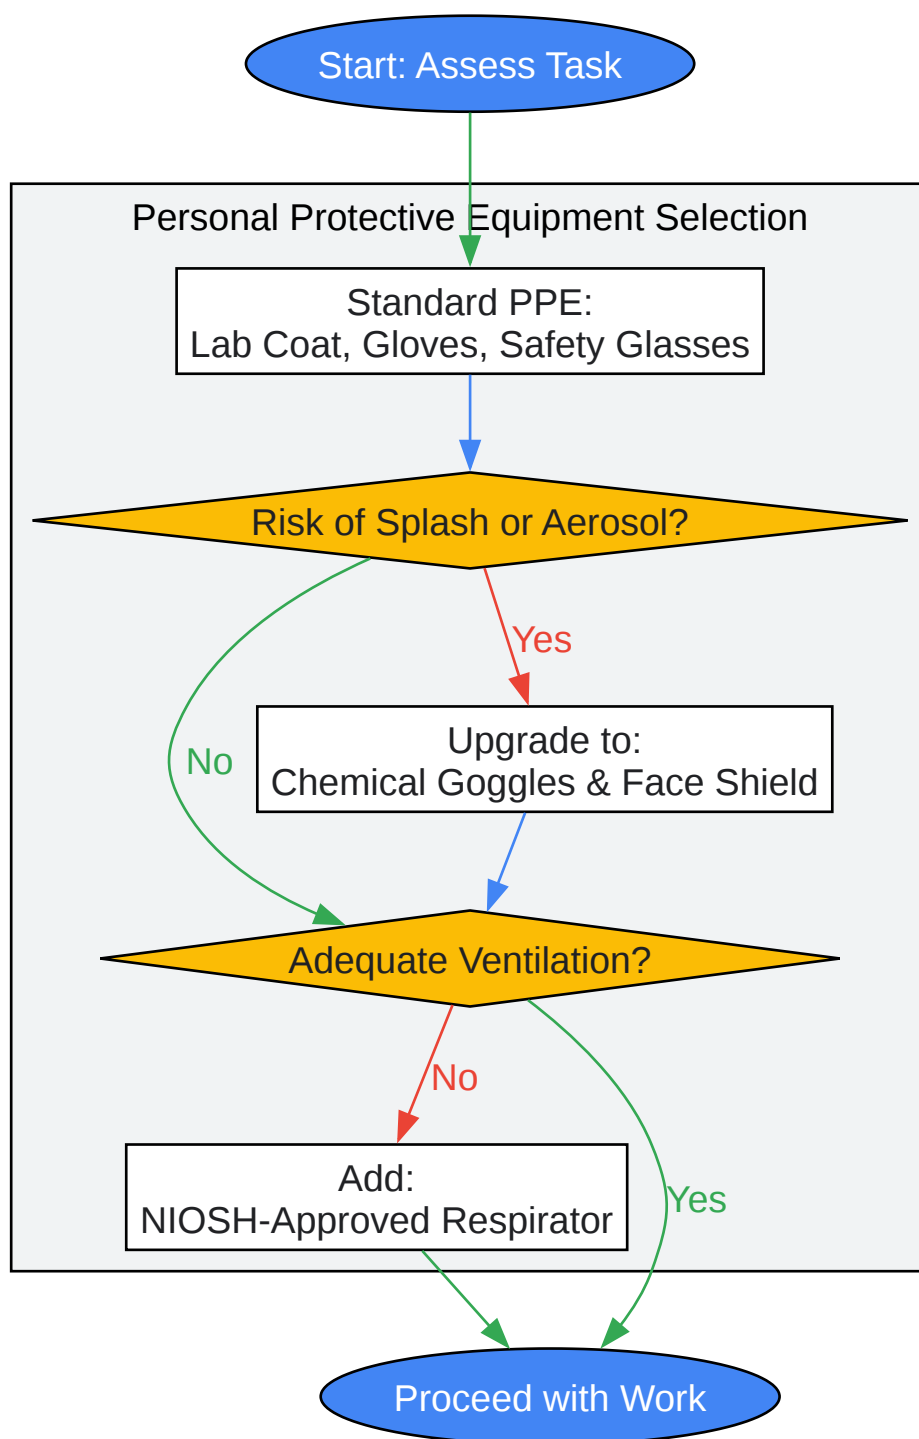 Start: Assess Task
Personal Protective Equipment Selection
Standard PPE:
Lab Coat, Gloves, Safety Glasses
Risk of Splash or Aerosol?
Yes
No
Upgrade to:
Chemical Goggles & Face Shield
Adequate Ventilation?
No
Yes
Add:
NIOSH-Approved Respirator
Proceed with Work